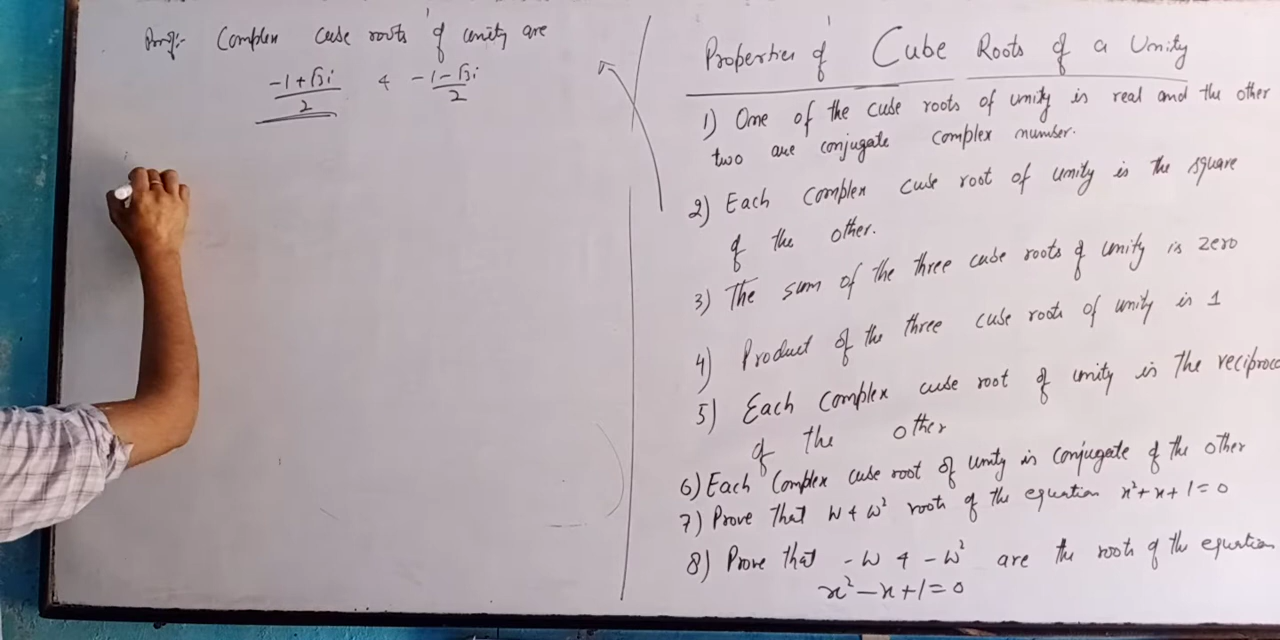 Proof:- Complex cube roots of unity are
-1+√3i/2 & -1-√3i/2
Properties of Cube Roots of a Unity
1) One of the cube roots of unity is real and the other
two are conjugate complex number.
2) Each complex cube root of unity is the square
of the other.
3) The sum of the three cube roots of unity is zero
4) Product of the three cube roots of unity is 1
5) Each complex cube root of unity is the reciproca
of the other
6) Each Complex cube root of unity is conjugate of the other
7) Prove that w & w² root of the equation x²+x+1=0
8) Prove that -w & -w² are the root of the equation
x²-x+1=0